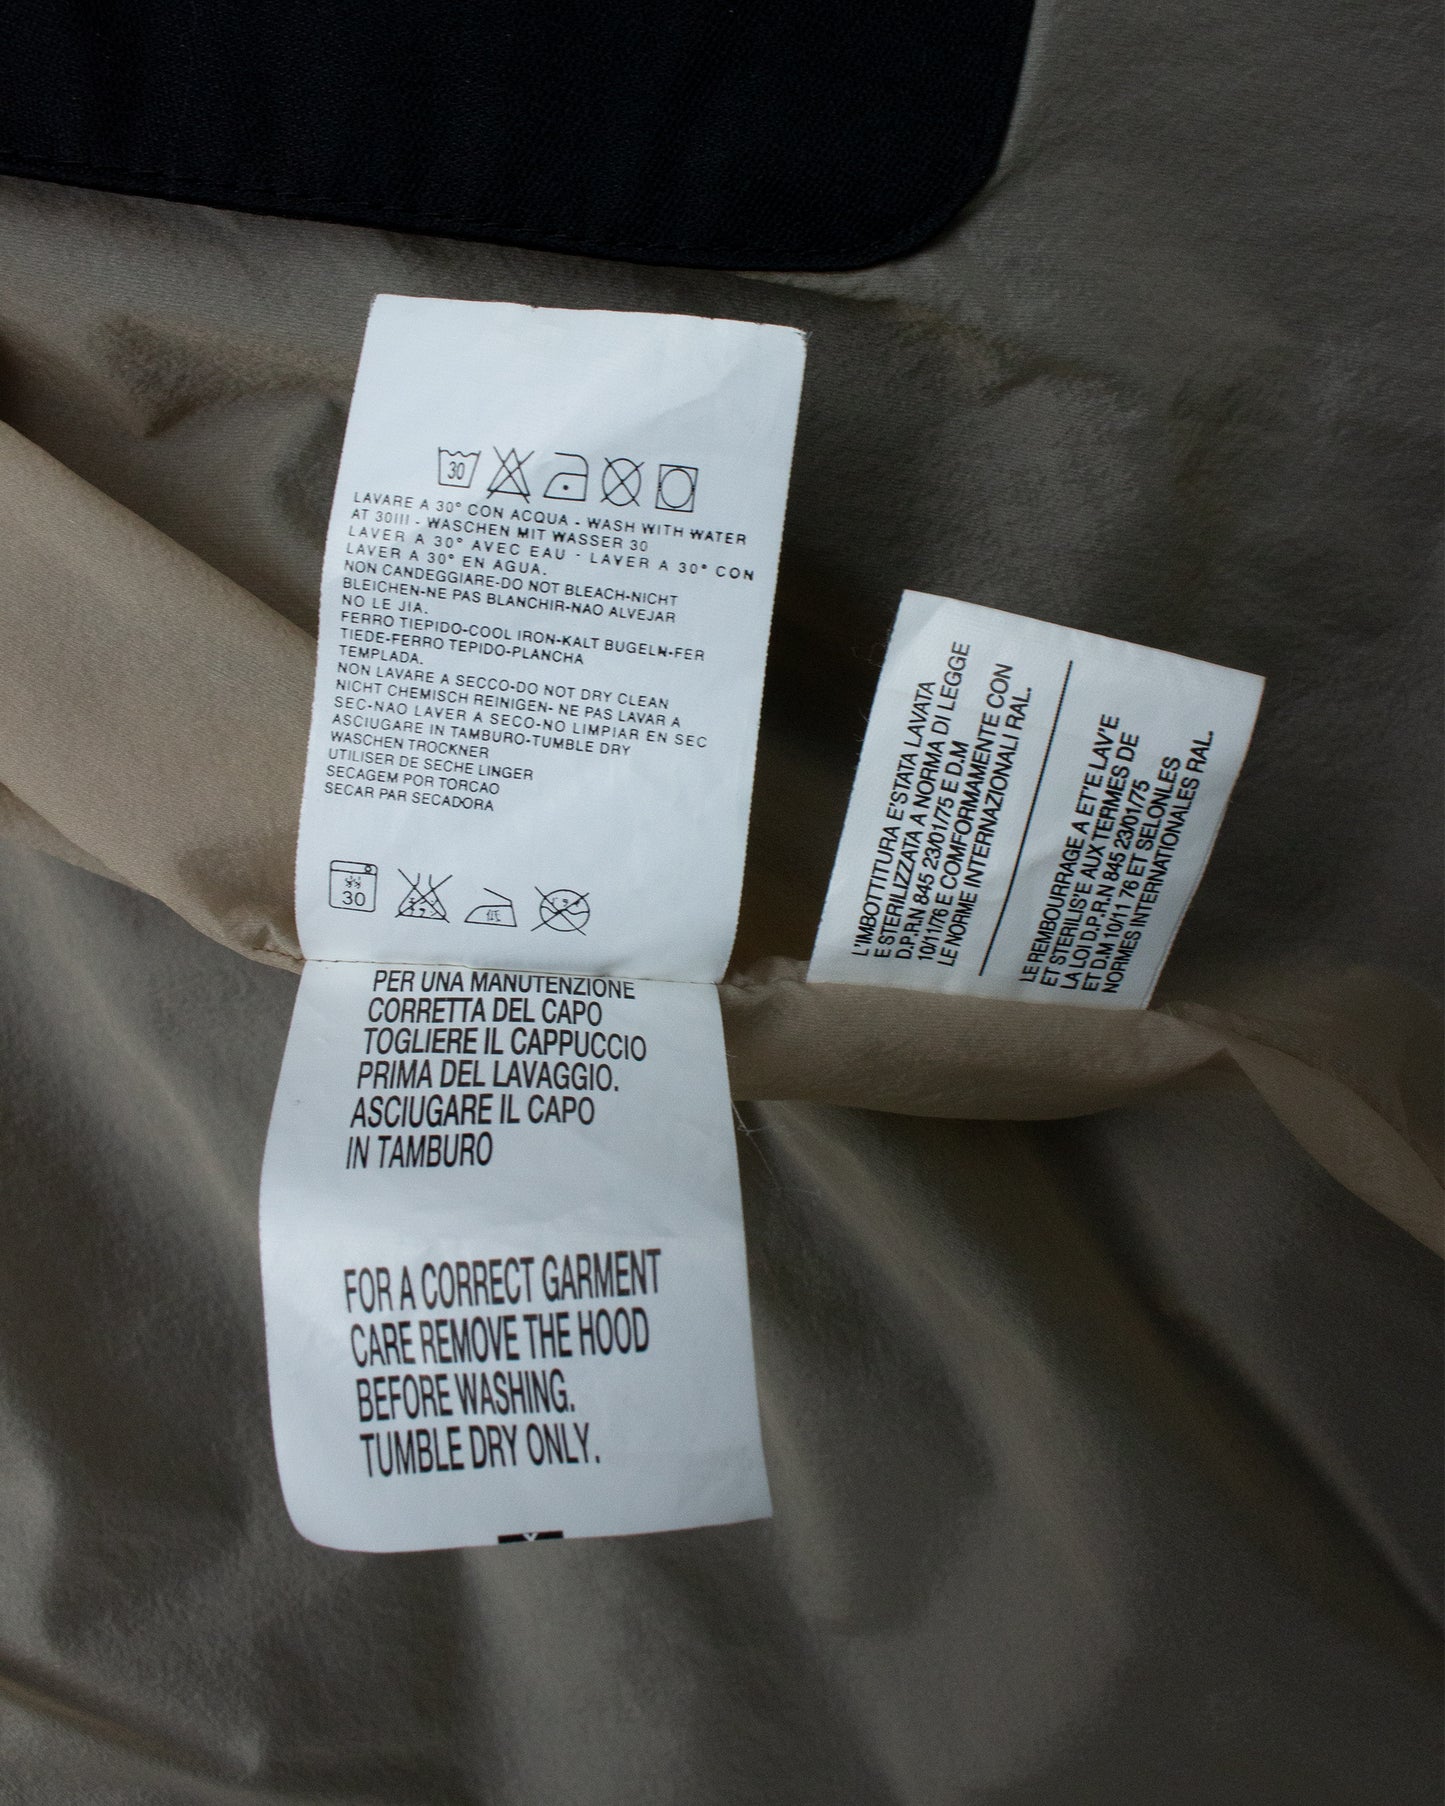 30
LAVARE A 30° CON ACQUA - WASH WITH WATER
AT 30III - WASCHEN MIT WASSER 30
LAVER A 30° AVEC EAU - LAVER A 30° CON
LAVER A 30° EN AGUA.
NON CANDEGGIARE-DO NOT BLEACH-NICHT
BLEICHEN-NE PAS BLANCHIR-NAO ALVEJAR
NO LE JIA.
FERRO TIEPIDO-COOL IRON-KALT BUGELN-FER
TIEDE-FERRO TEPIDO-PLANCHA
TEMPLADA.
NON LAVARE A SECCO-DO NOT DRY CLEAN
NICHT CHEMISCH REINIGEN- NE PAS LAVAR A
SEC-NAO LAVER A SECO-NO LIMPIAR EN SEC
ASCIUGARE IN TAMBURO-TUMBLE DRY
WASCHEN TROCKNER
UTILISER DE SECHE LINGER
SECAGEM POR TORCAO
SECAR PAR SECADORA
30
低
PER UNA MANUTENZIONE
CORRETTA DEL CAPO
TOGLIERE IL CAPPUCCIO
PRIMA DEL LAVAGGIO.
ASCIUGARE IL CAPO
IN TAMBURO
FOR A CORRECT GARMENT
CARE REMOVE THE HOOD
BEFORE WASHING.
TUMBLE DRY ONLY.
L'IMBOTTITURA E'STATA LAVATA
E STERILIZZATA A NORMA DI LEGGE
D.P.R.N 845 23/01/75 E D.M
10/11/76 E COMFORMAMENTE CON
LE NORME INTERNAZIONALI RAL.
LE REMBOURRAGE A ET'E LAV'E
ET STERILIS'E AUX TERMES DE
LA LOI D.P.R.N 845 23/01/75
ET D.M 10/11 76 ET SELONLES
NORMES INTERNATIONALES RAL.